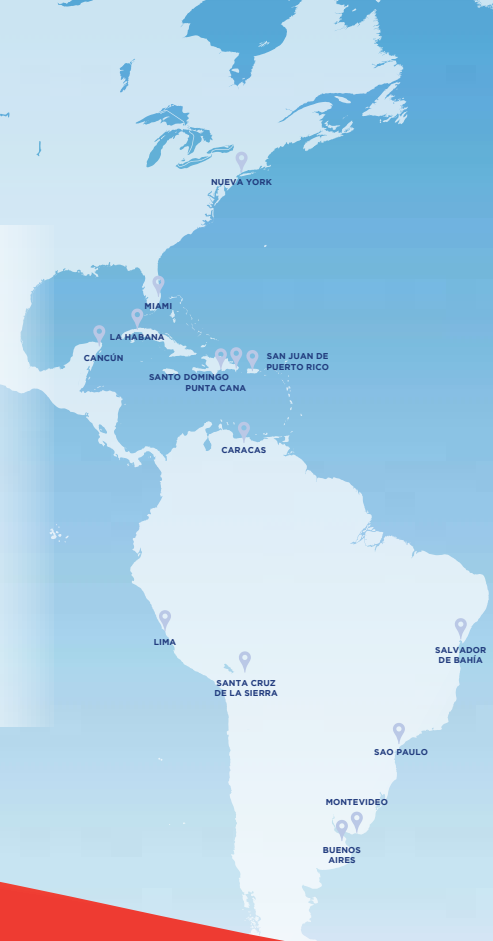 NUEVA YORK
MIAMI
LA HABANA
CANCÚN
SAN JUAN DE
PUERTO RICO
SANTO DOMINGO
PUNTA CANA
CARACAS
LIMA
SALVADOR
DE BAHÍA
SANTA CRUZ
DE LA SIERRA
SAO PAULO
MONTEVIDEO
BUENOS
AIRES